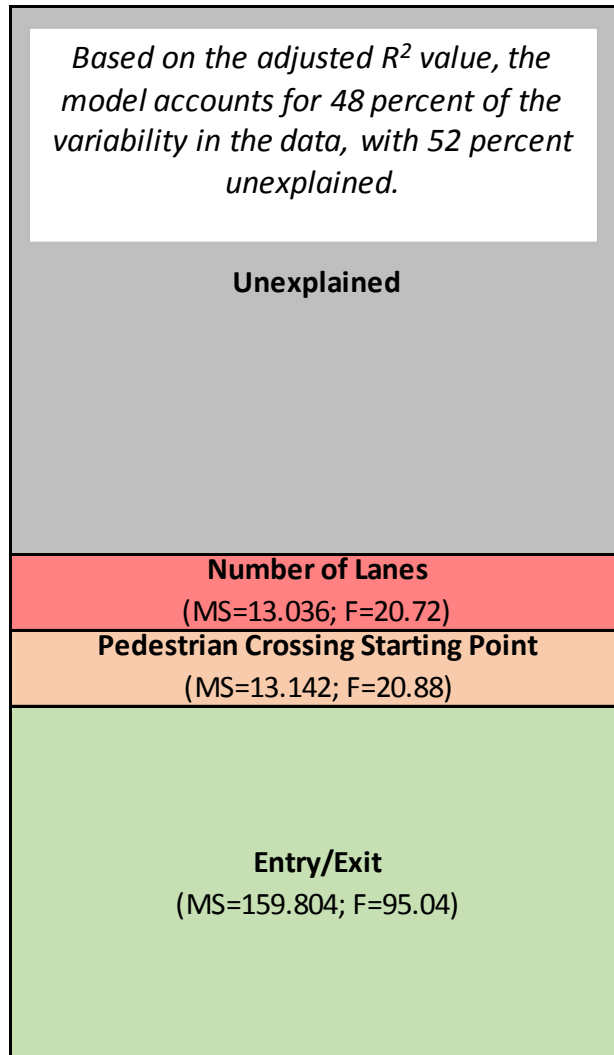 Based on the adjusted R² value, the
model accounts for 48 percent of the
variability in the data, with 52 percent
unexplained.
Unexplained
Number of Lanes
(MS=13.036; F=20.72)
Pedestrian Crossing Starting Point
(MS=13.142; F=20.88)
Entry/Exit
(MS=159.804; F=95.04)